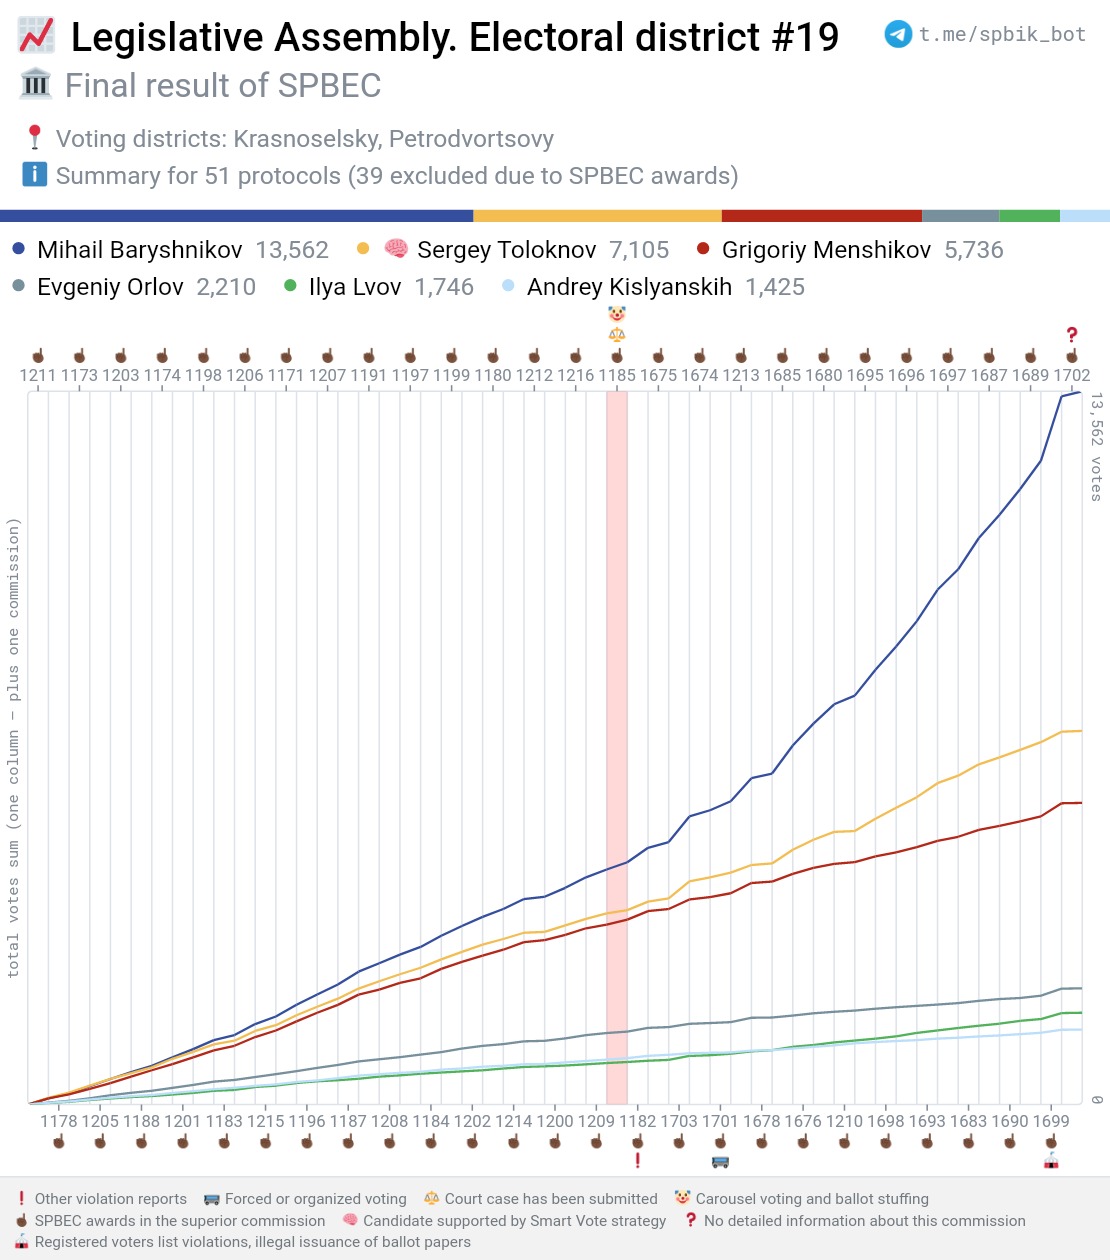 Legislative Assembly. Electoral district #19
t.me/spbik_bot
Final result of SPBEC
Voting districts: Krasnoselsky, Petrodvortsovy
Summary for 51 protocols (39 excluded due to SPBEC awards)
Mihail Baryshnikov 13,562 Sergey Toloknov 7,105 Grigoriy Menshikov 5,736
Evgeniy Orlov 2,210 Ilya Lvov 1,746 Andrey Kislyanskih 1,425
1211 1173 1203 1174 1198 1206 1171 1207 1191 1197 1199 1180 1212 1216 1185 1675 1674 1213 1685 1680 1695 1696 1697 1687 1689 1702
13,562 votes
total votes sum (one column – plus one commission)
0
1178 1205 1188 1201 1183 1215 1196 1187 1208 1184 1202 1214 1200 1209 1182 1703 1701 1678 1676 1210 1698 1693 1683 1690 1699
Other violation reports Forced or organized voting Court case has been submitted Carousel voting and ballot stuffing
SPBEC awards in the superior commission Candidate supported by Smart Vote strategy No detailed information about this commission
Registered voters list violations, illegal issuance of ballot papers